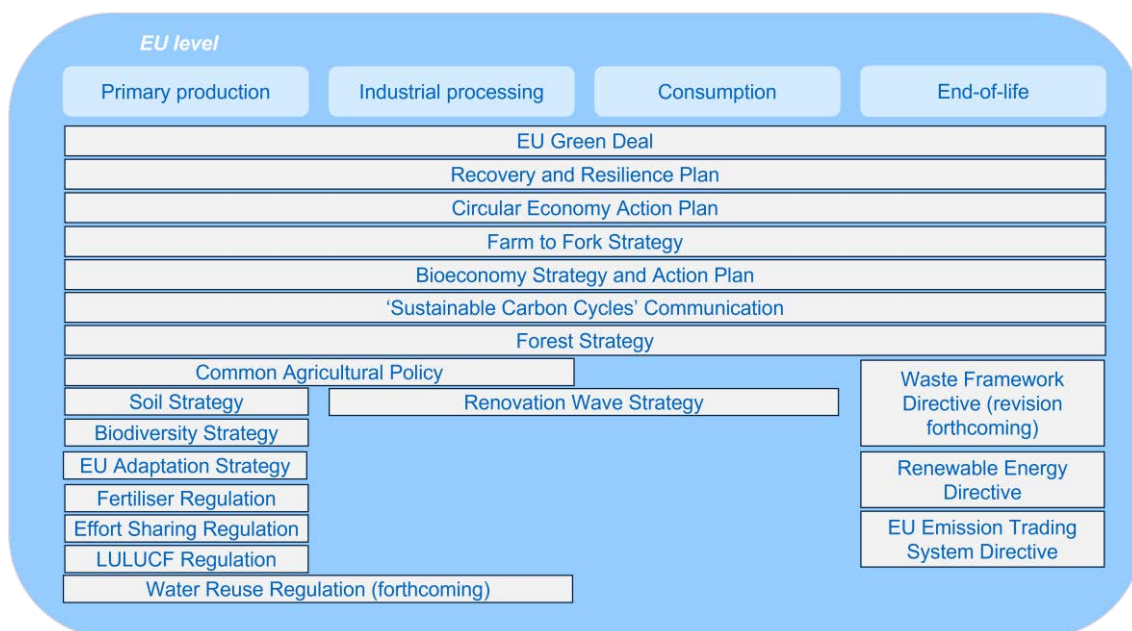 EU level
Primary production
Industrial processing
Consumption
End-of-life
EU Green Deal
Recovery and Resilience Plan
Circular Economy Action Plan
Farm to Fork Strategy
Bioeconomy Strategy and Action Plan
‘Sustainable Carbon Cycles’ Communication
Forest Strategy
Common Agricultural Policy
Soil Strategy
Renovation Wave Strategy
Biodiversity Strategy
EU Adaptation Strategy
Fertiliser Regulation
Effort Sharing Regulation
LULUCF Regulation
Water Reuse Regulation (forthcoming)
Waste Framework
Directive (revision
forthcoming)
Renewable Energy
Directive
EU Emission Trading
System Directive